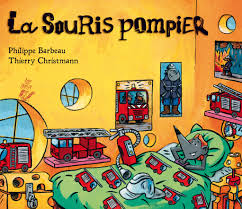 La SouRis pompieR
Philippe Barbeau
Thierry Christmann